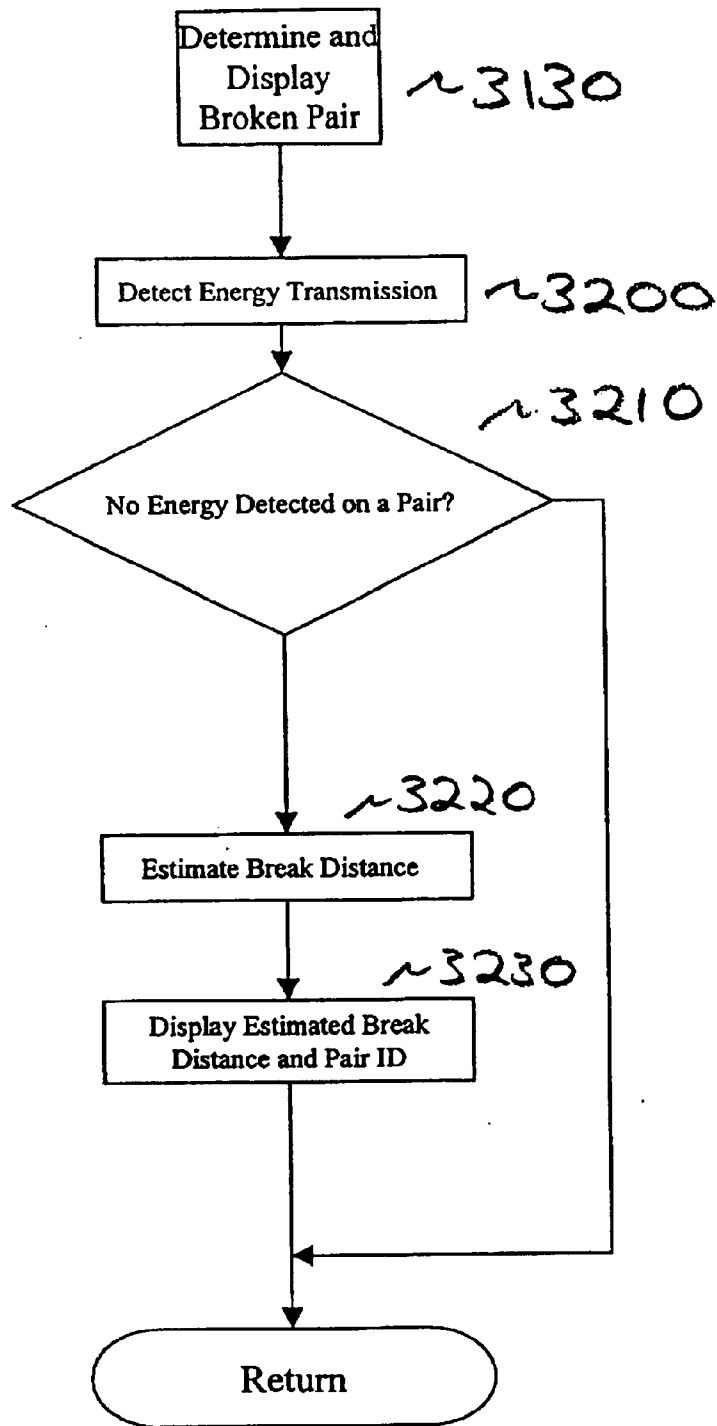 Determine and
Display
Broken Pair
~3130
Detect Energy Transmission
~3200
~3210
No Energy Detected on a Pair?
~3220
Estimate Break Distance
~3230
Display Estimated Break
Distance and Pair ID
Return